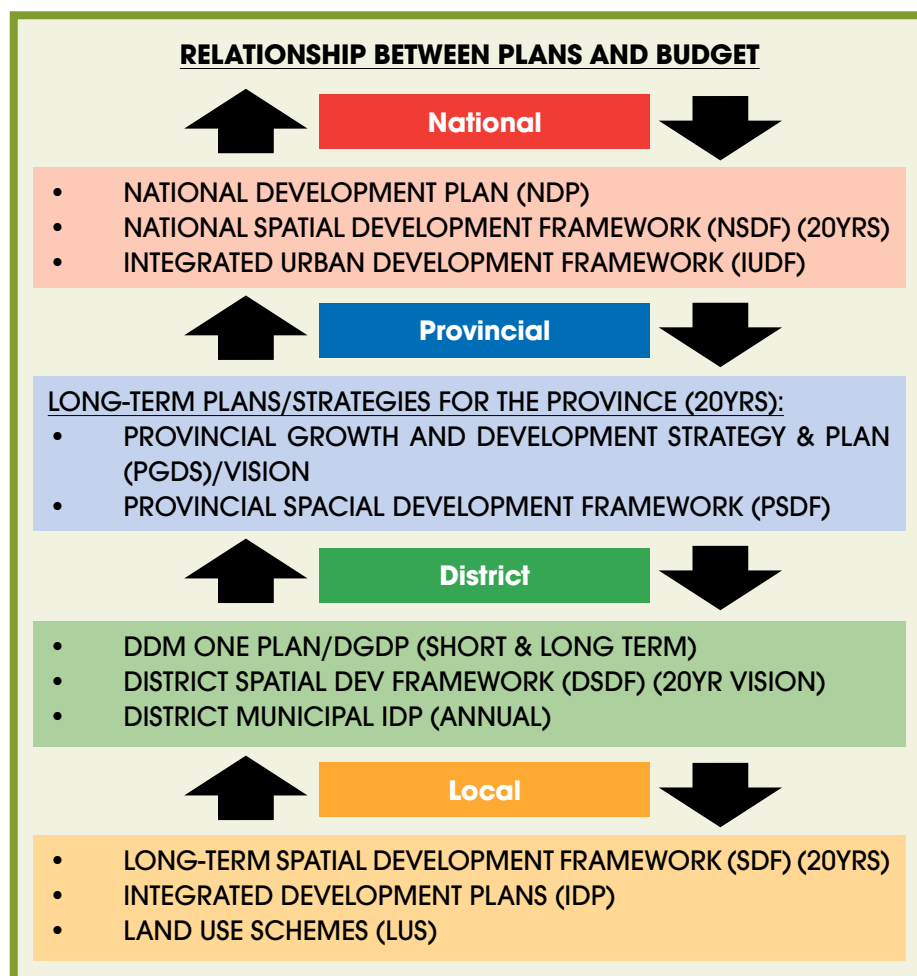 RELATIONSHIP BETWEEN PLANS AND BUDGET
National
• NATIONAL DEVELOPMENT PLAN (NDP)
• NATIONAL SPATIAL DEVELOPMENT FRAMEWORK (NSDF) (20YRS)
• INTEGRATED URBAN DEVELOPMENT FRAMEWORK (IUDF)
Provincial
LONG-TERM PLANS/STRATEGIES FOR THE PROVINCE (20YRS):
• PROVINCIAL GROWTH AND DEVELOPMENT STRATEGY & PLAN
(PGDS)/VISION
• PROVINCIAL SPACIAL DEVELOPMENT FRAMEWORK (PSDF)
District
• DDM ONE PLAN/DGDP (SHORT & LONG TERM)
• DISTRICT SPATIAL DEV FRAMEWORK (DSDF) (20YR VISION)
• DISTRICT MUNICIPAL IDP (ANNUAL)
Local
• LONG-TERM SPATIAL DEVELOPMENT FRAMEWORK (SDF) (20YRS)
• INTEGRATED DEVELOPMENT PLANS (IDP)
• LAND USE SCHEMES (LUS)